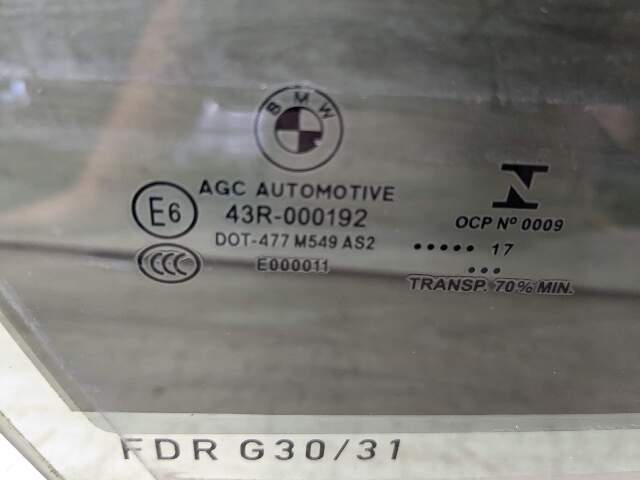 BMW
AGC AUTOMOTIVE
E6
43R-000192
DOT-477 M549 AS2
CCC
E000011
N
OCP Nº 0009
••••• 17
•••
TRANSP. 70% MIN.
FDR G30/31